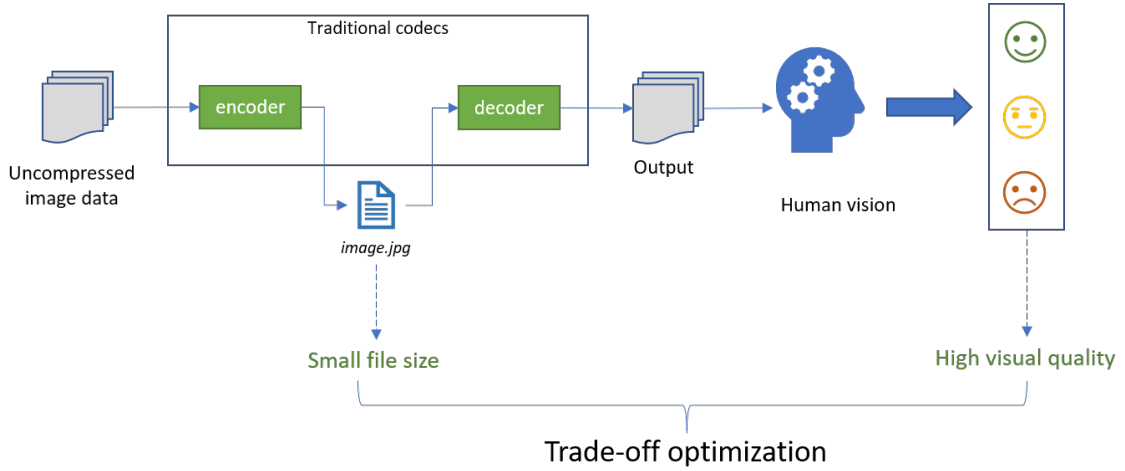 Traditional codecs
encoder
decoder
Uncompressed
image data
Output
Human vision
image.jpg
Small file size
High visual quality
Trade-off optimization